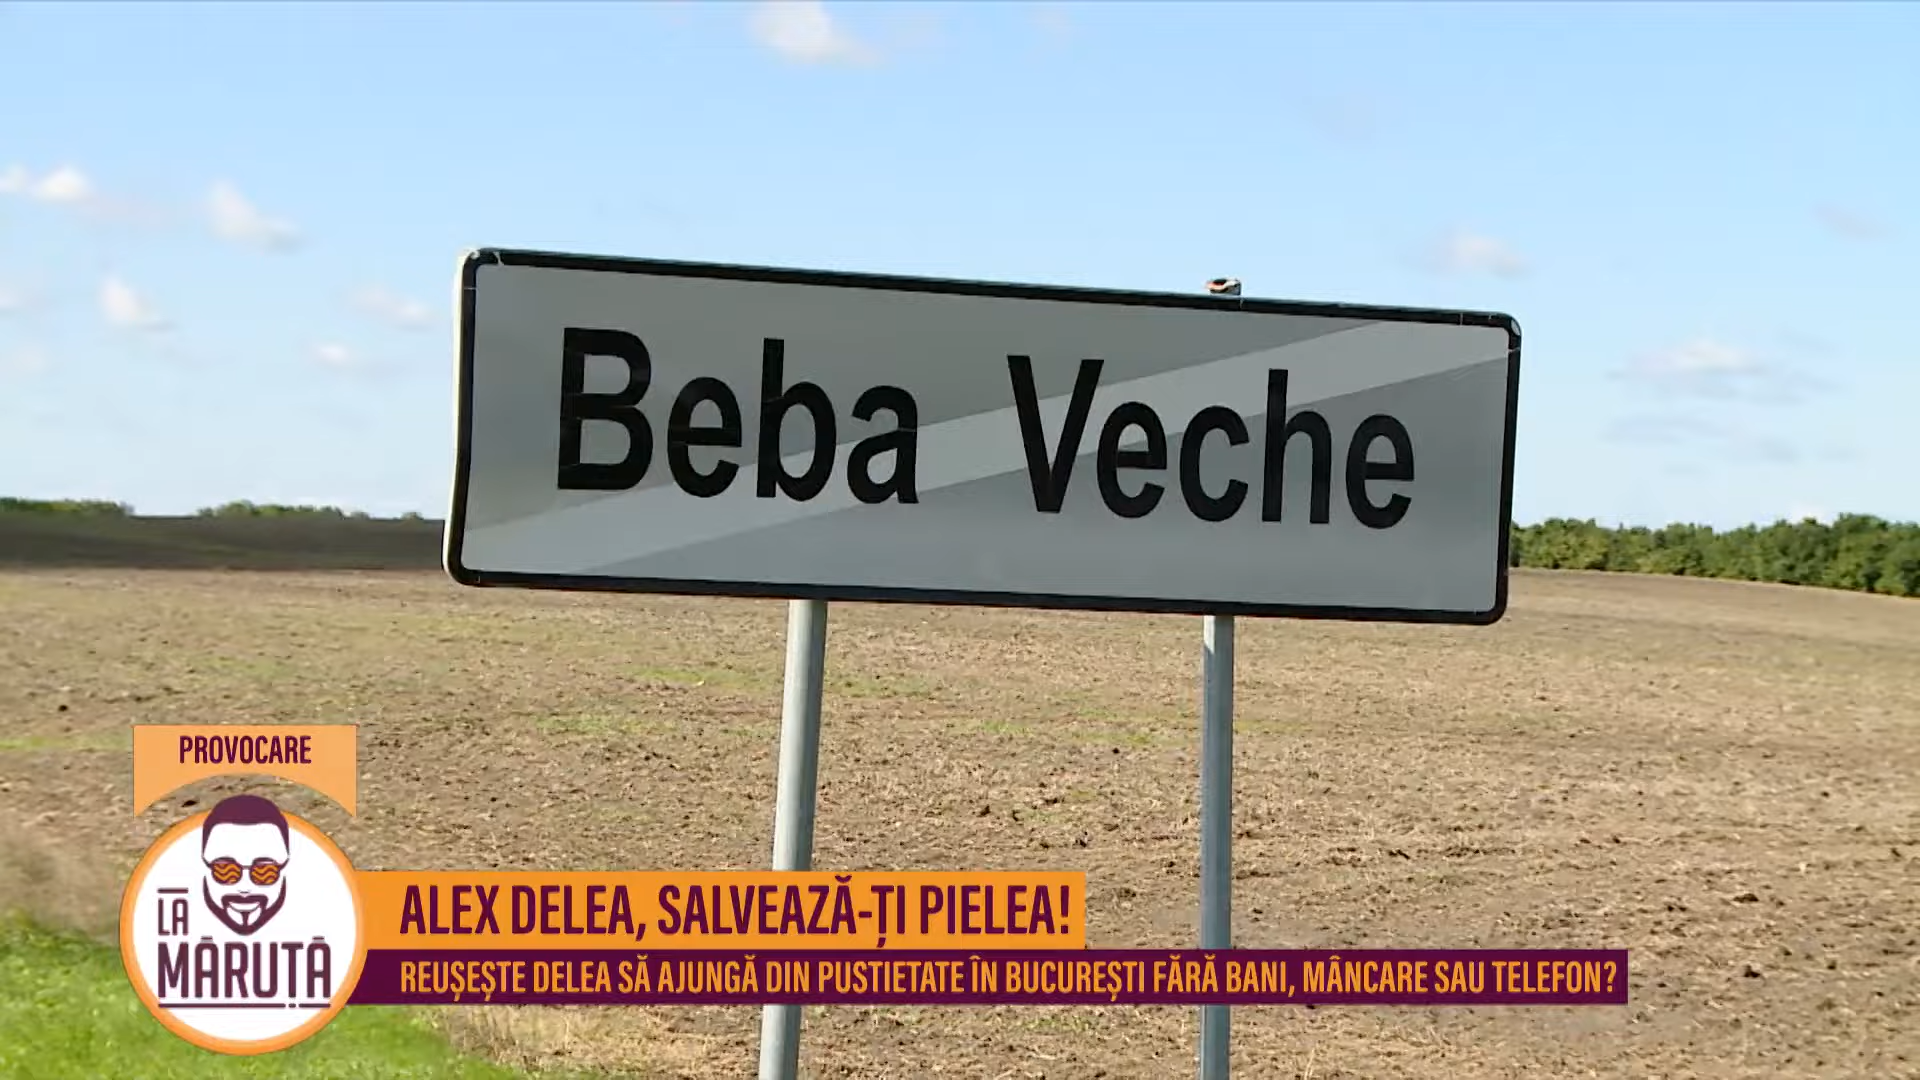 Beba Veche
PROVOCARE
LA
MĂRUȚĂ
ALEX DELEA, SALVEAZĂ-ȚI PIELEA!
REUȘEȘTE DELEA SĂ AJUNGĂ DIN PUSTIETATE ÎN BUCUREȘTI FĂRĂ BANI, MÂNCARE SAU TELEFON?